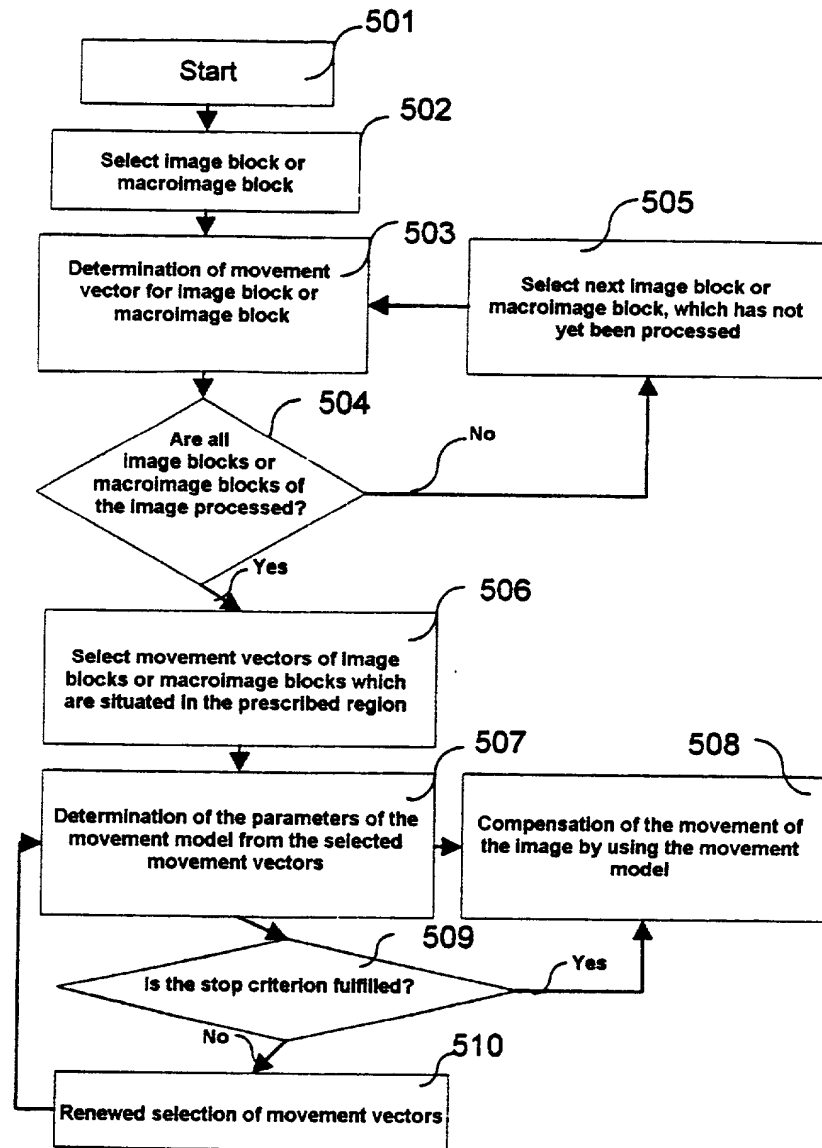 501
Start
502
Select image block or
macroimage block
503
Determination of movement
vector for image block or
macroimage block
505
Select next image block or
macroimage block, which has not
yet been processed
504
Are all
image blocks or
macroimage blocks of
the image processed?
No
Yes
506
Select movement vectors of image
blocks or macroimage blocks which
are situated in the prescribed region
507
Determination of the parameters of the
movement model from the selected
movement vectors
508
Compensation of the movement of
the image by using the movement
model
509
Is the stop criterion fulfilled?
Yes
No
510
Renewed selection of movement vectors